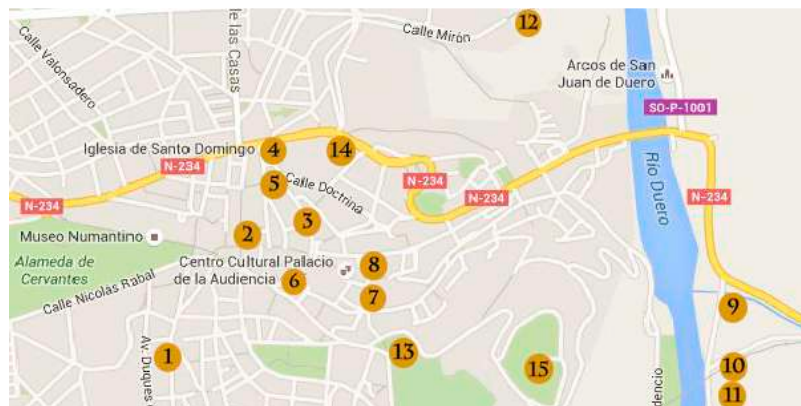 12
Calle Mirón
Calle Valonsadero
de las Casas
Arcos de San
Juan de Duero
SO-P-1001
Iglesia de Santo Domingo
4
14
N-234
5
Calle Doctrina
N-234
N-234
N-234
N-234
Río Duero
3
2
Museo Numantino
Alameda de
Cervantes
Centro Cultural Palacio
de la Audiencia
8
6
7
Calle Nicolás Rabal
9
1
Av. Duques
13
15
10
11
dencio